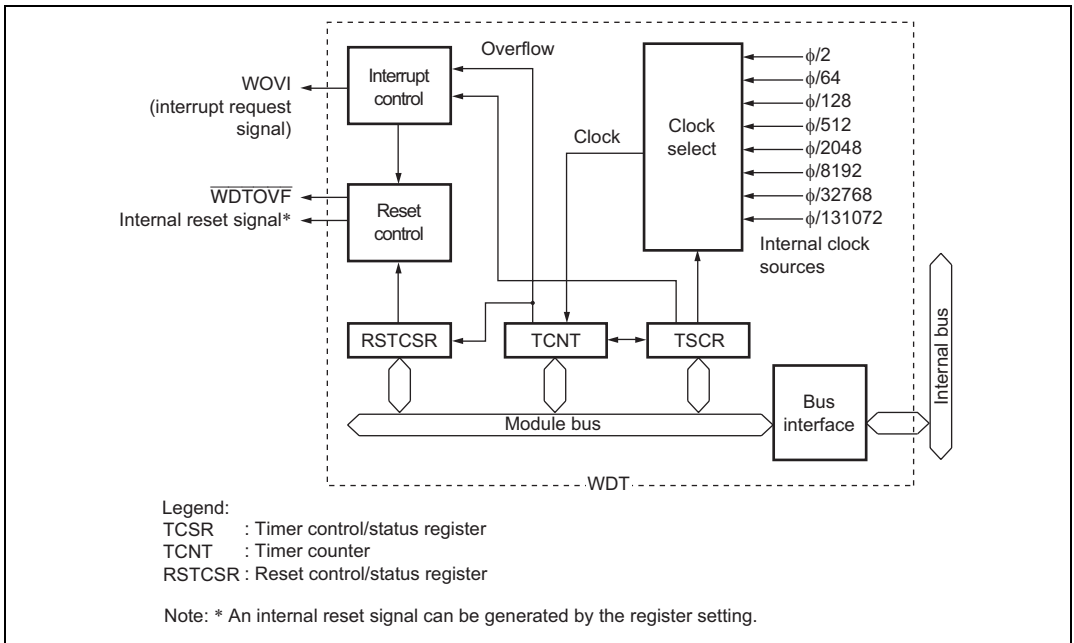 Overflow
Interrupt
control
WOVI
(interrupt request
signal)
WDTOVF
Internal reset signal*
Reset
control
Clock
Clock
select
ϕ/2
ϕ/64
ϕ/128
ϕ/512
ϕ/2048
ϕ/8192
ϕ/32768
ϕ/131072
Internal clock
sources
RSTCSR
TCNT
TSCR
Module bus
Bus
interface
Internal bus
WDT
Legend:
TCSR : Timer control/status register
TCNT : Timer counter
RSTCSR : Reset control/status register
Note: * An internal reset signal can be generated by the register setting.